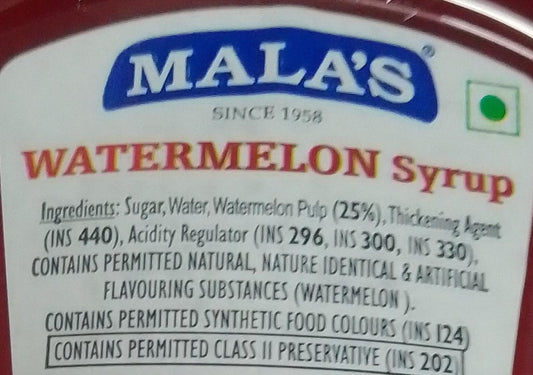 MALA'S®
SINCE 1958
WATERMELON Syrup
Ingredients: Sugar, Water, Watermelon Pulp (25%), Thickening Agent
(INS 440), Acidity Regulator (INS 296, INS 300, INS 330),
CONTAINS PERMITTED NATURAL, NATURE IDENTICAL & ARTIFICIAL
FLAVOURING SUBSTANCES (WATERMELON ).
CONTAINS PERMITTED SYNTHETIC FOOD COLOURS (INS 124)
CONTAINS PERMITTED CLASS II PRESERVATIVE (INS 202)